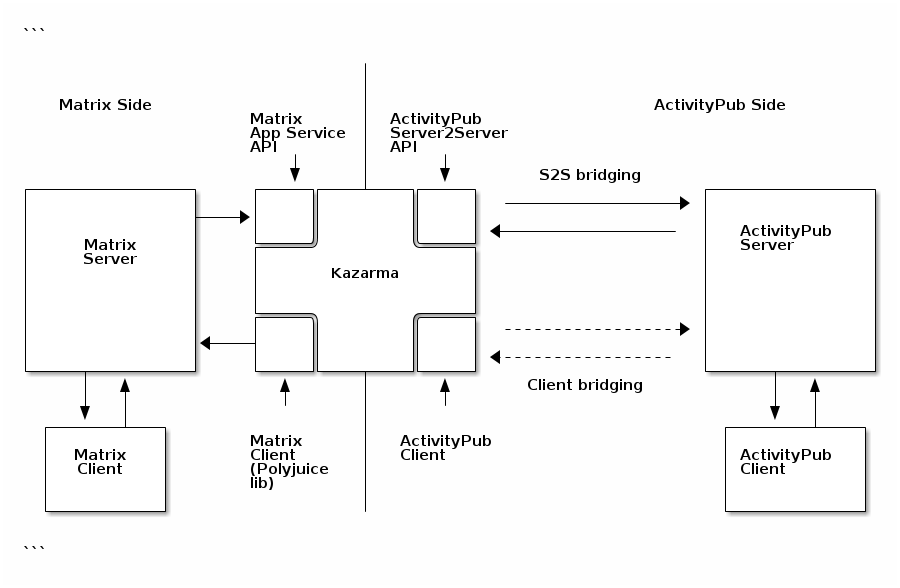 ```
Matrix Side
ActivityPub Side
Matrix
App Service
API
ActivityPub
Server2Server
API
S2S bridging
Matrix
Server
Kazarma
ActivityPub
Server
Client bridging
Matrix
Client
Matrix
Client
(Polyjuice
lib)
ActivityPub
Client
ActivityPub
Client
```